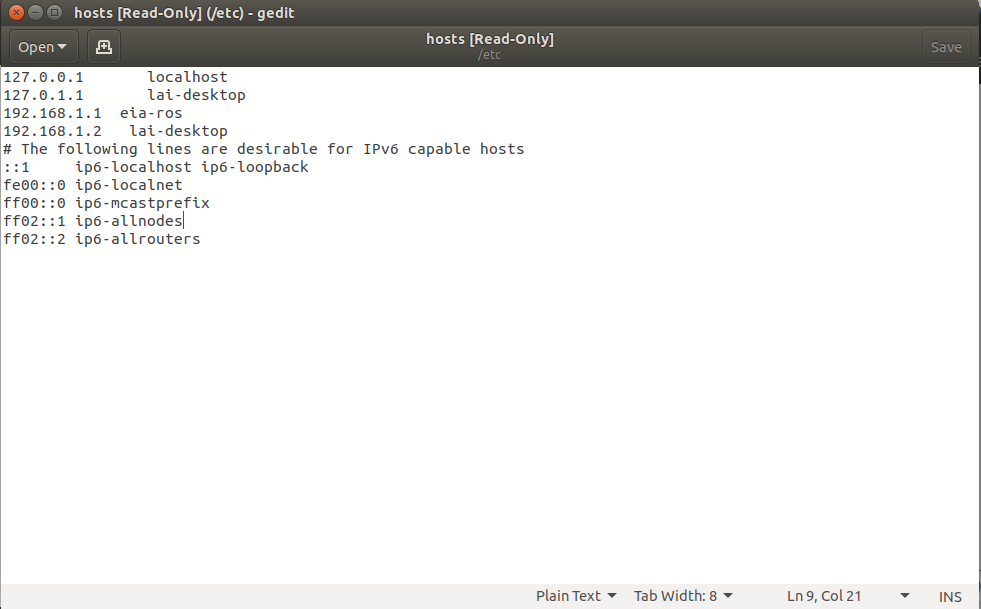 hosts [Read-Only] (/etc) - gedit
Open
hosts [Read-Only]
/etc
Save
127.0.0.1       localhost
127.0.1.1       lai-desktop
192.168.1.1  eia-ros
192.168.1.2   lai-desktop
# The following lines are desirable for IPv6 capable hosts
::1     ip6-localhost ip6-loopback
fe00::0 ip6-localnet
ff00::0 ip6-mcastprefix
ff02::1 ip6-allnodes
ff02::2 ip6-allrouters
Plain Text Tab Width: 8 Ln 9, Col 21 INS